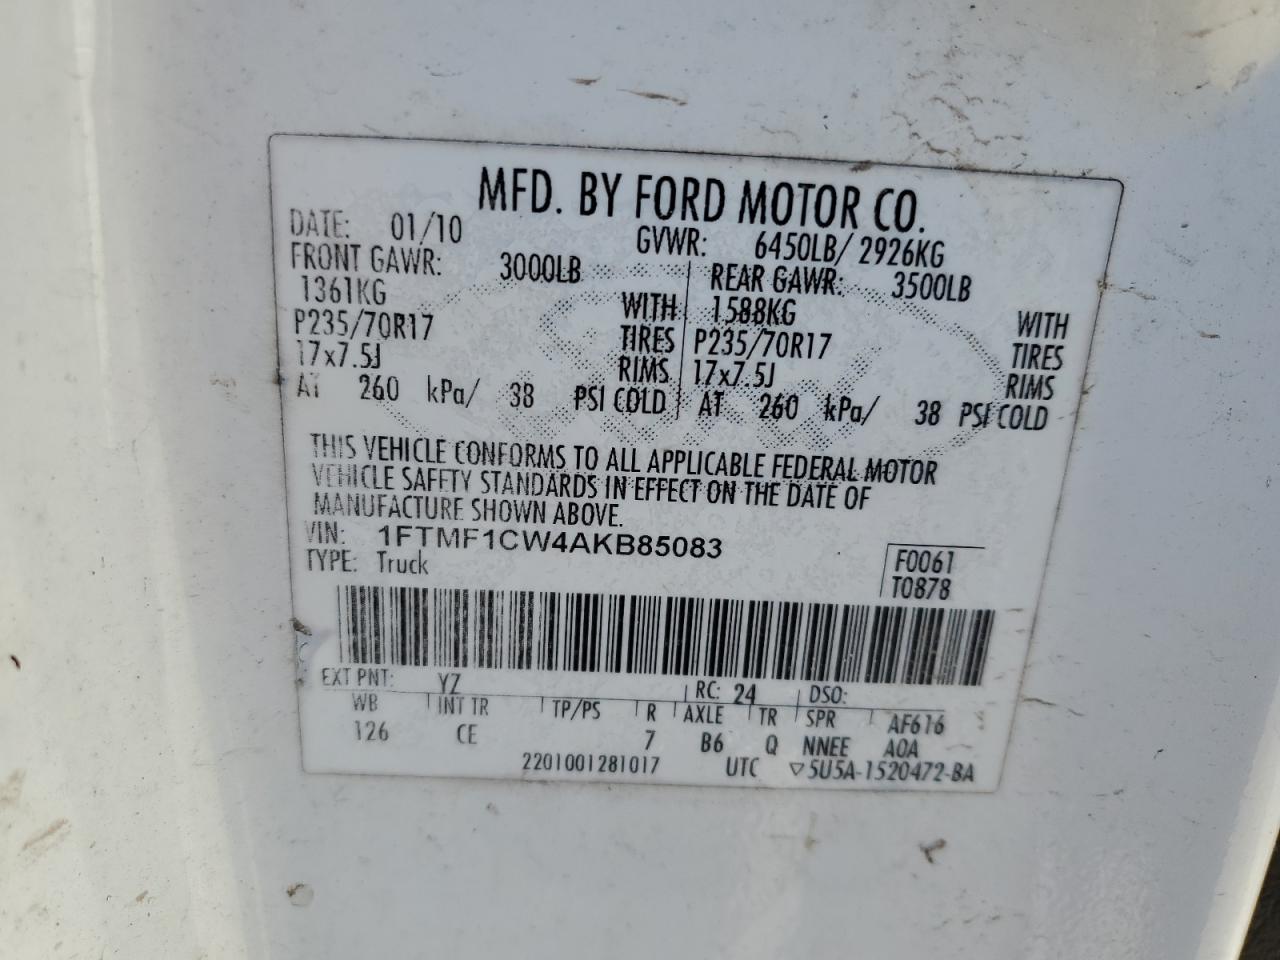 MFD. BY FORD MOTOR CO.
DATE: 01/10 GVWR: 6450LB/ 2926KG
FRONT GAWR: 3000LB REAR GAWR: 3500LB
1361KG WITH 1588KG WITH
P235/70R17 TIRES P235/70R17 TIRES
17x7.5J RIMS 17x7.5J RIMS
AT 260 kPa/ 38 PSI COLD AT 260 kPa/ 38 PSI COLD
THIS VEHICLE CONFORMS TO ALL APPLICABLE FEDERAL MOTOR
VEHICLE SAFETY STANDARDS IN EFFECT ON THE DATE OF
MANUFACTURE SHOWN ABOVE.
VIN: 1FTMF1CW4AKB85083
TYPE: Truck F0061
T0878
EXT PNT: YZ RC: 24 DSO:
WB INT TR TP/PS R AXLE TR SPR AF616
126 CE 7 B6 Q NNEE A0A
2201001281017 UTC ▽5U5A-1520472-BA